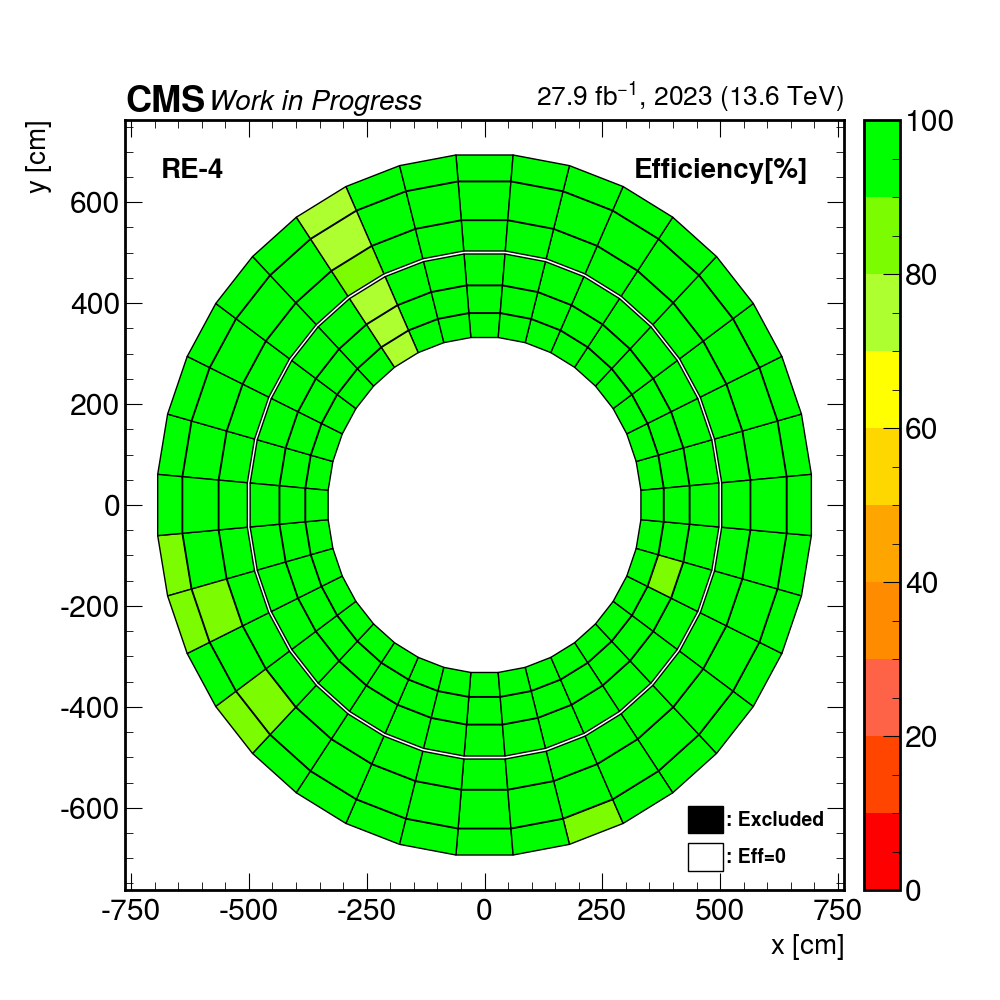 CMS Work in Progress
27.9 fb⁻¹, 2023 (13.6 TeV)
y [cm]
RE-4
Efficiency[%]
600
400
200
0
-200
-400
-600
: Excluded
: Eff=0
-750 -500 -250 0 250 500 750
x [cm]
100
80
60
40
20
0